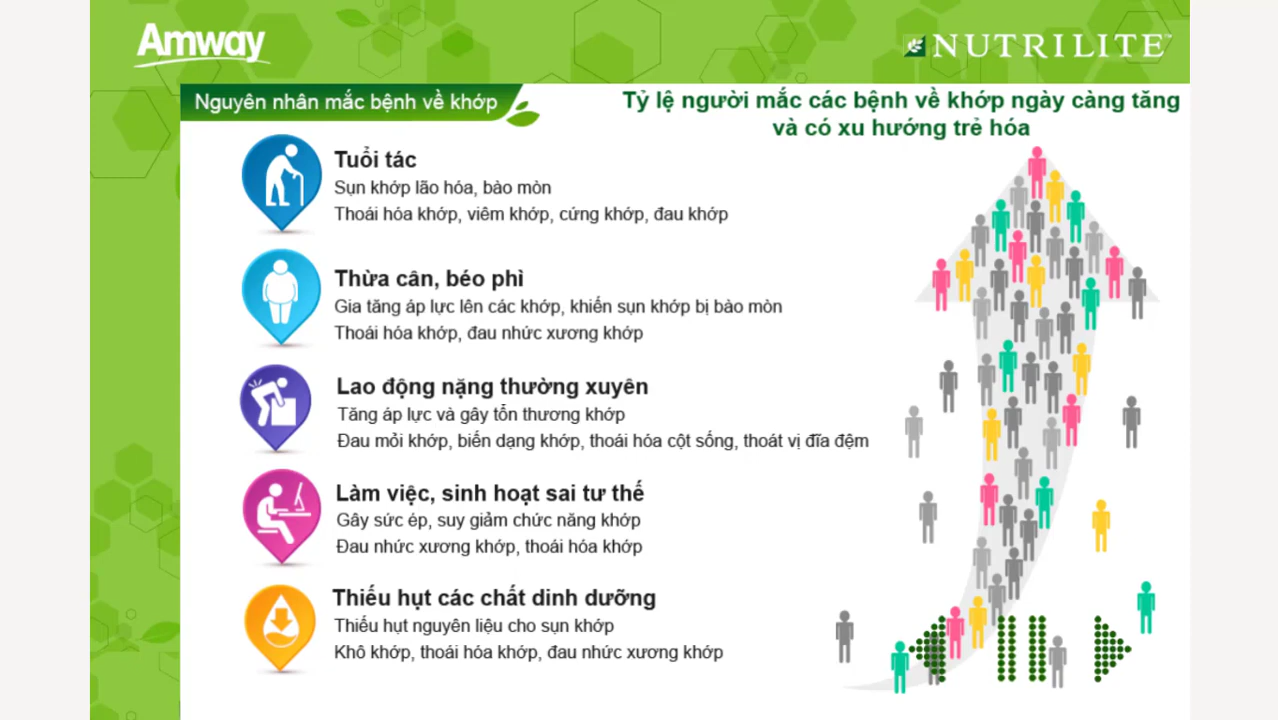 Amway
NUTRILITE™
Nguyên nhân mắc bệnh về khớp
Tỷ lệ người mắc các bệnh về khớp ngày càng tăng
và có xu hướng trẻ hóa
Tuổi tác
Sụn khớp lão hóa, bào mòn
Thoái hóa khớp, viêm khớp, cứng khớp, đau khớp
Thừa cân, béo phì
Gia tăng áp lực lên các khớp, khiến sụn khớp bị bào mòn
Thoái hóa khớp, đau nhức xương khớp
Lao động nặng thường xuyên
Tăng áp lực và gây tổn thương khớp
Đau mỏi khớp, biến dạng khớp, thoái hóa cột sống, thoát vị đĩa đệm
Làm việc, sinh hoạt sai tư thế
Gây sức ép, suy giảm chức năng khớp
Đau nhức xương khớp, thoái hóa khớp
Thiếu hụt các chất dinh dưỡng
Thiếu hụt nguyên liệu cho sụn khớp
Khô khớp, thoái hóa khớp, đau nhức xương khớp